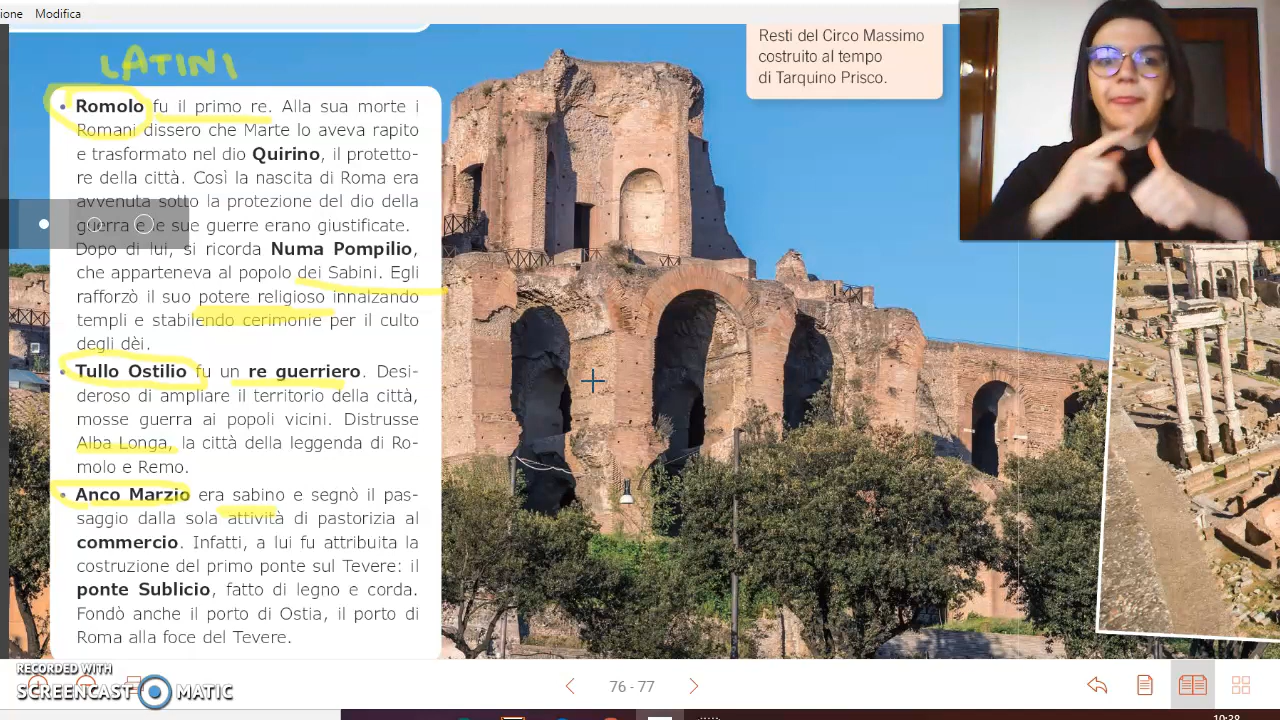 ione Modifica
Resti del Circo Massimo
costruito al tempo
di Tarquino Prisco.
LATINI
• Romolo fu il primo re. Alla sua morte i
Romani dissero che Marte lo aveva rapito
e trasformato nel dio Quirino, il protetto-
re della città. Così la nascita di Roma era
avvenuta sotto la protezione del dio della
guerra e le sue guerre erano giustificate.
Dopo di lui, si ricorda Numa Pompilio,
che apparteneva al popolo dei Sabini. Egli
rafforzò il suo potere religioso innalzando
templi e stabilendo cerimonie per il culto
degli dèi.
• Tullo Ostilio fu un re guerriero. Desi-
deroso di ampliare il territorio della città,
mosse guerra ai popoli vicini. Distrusse
Alba Longa, la città della leggenda di Ro-
molo e Remo.
• Anco Marzio era sabino e segnò il pas-
saggio dalla sola attività di pastorizia al
commercio. Infatti, a lui fu attribuita la
costruzione del primo ponte sul Tevere: il
ponte Sublicio, fatto di legno e corda.
Fondò anche il porto di Ostia, il porto di
Roma alla foce del Tevere.
RECORDED WITH
SCREENCAST MATIC
76 - 77
10:28